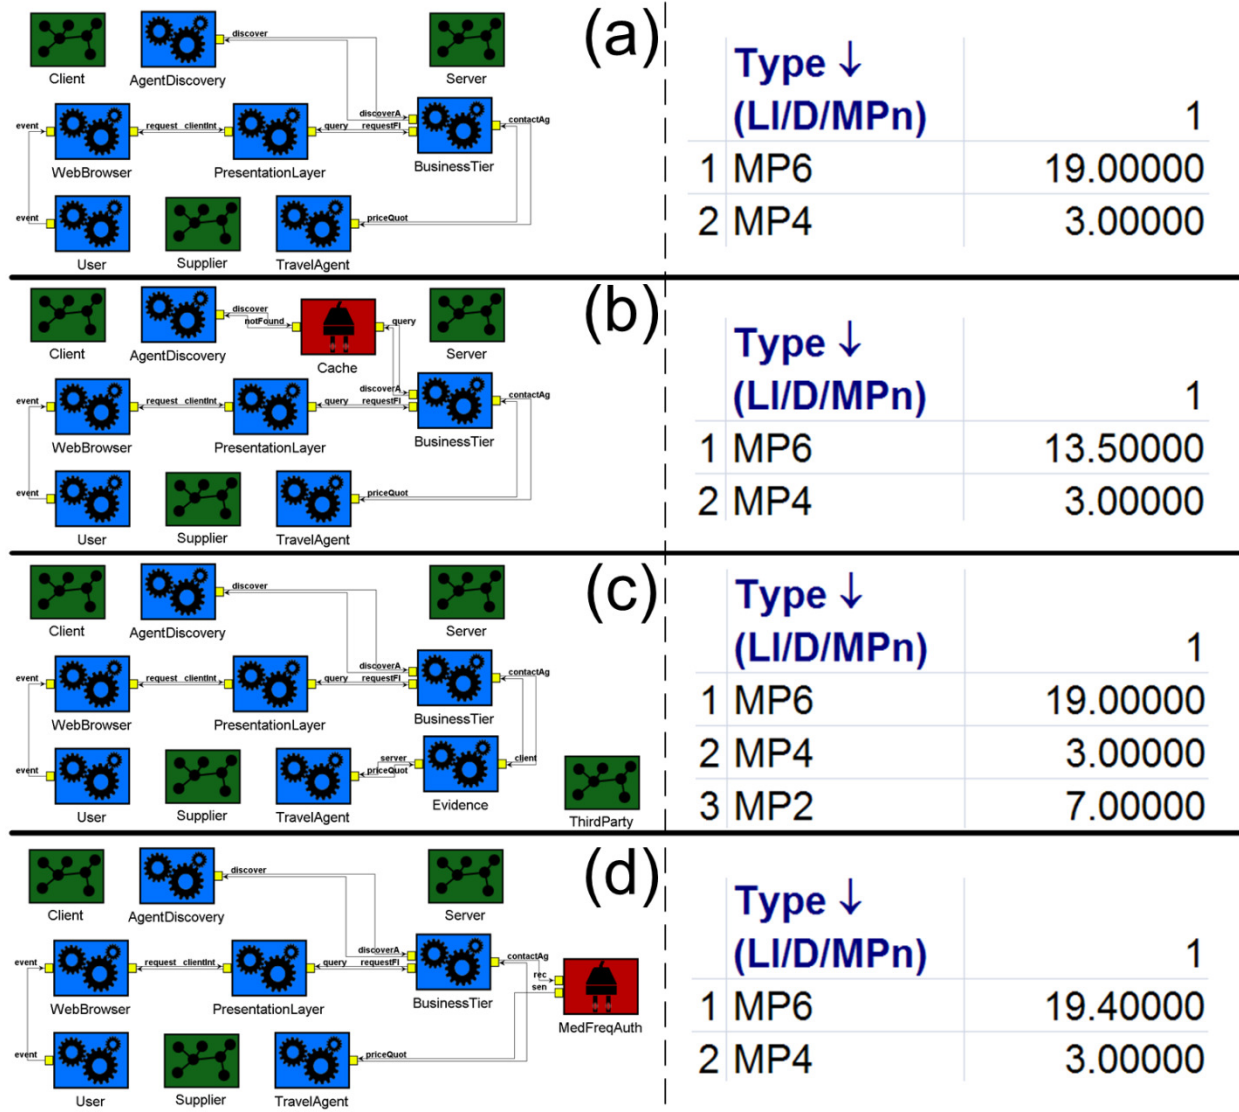 (a)
discover
Client
AgentDiscovery
Server
event
request clientInt
query requestFl
discoverA
contactAg
WebBrowser
PresentationLayer
BusinessTier
event
priceQuot
User
Supplier
TravelAgent
Type ↓
(LI/D/MPn) 1
1 MP6 19.00000
2 MP4 3.00000
(b)
discover
notFound
query
Client
AgentDiscovery
Cache
Server
event
request clientInt
query requestFl
discoverA
contactAg
WebBrowser
PresentationLayer
BusinessTier
event
priceQuot
User
Supplier
TravelAgent
Type ↓
(LI/D/MPn) 1
1 MP6 13.50000
2 MP4 3.00000
(c)
discover
Client
AgentDiscovery
Server
event
request clientInt
query requestFl
discoverA
contactAg
WebBrowser
PresentationLayer
BusinessTier
event
server
priceQuot
client
User
Supplier
TravelAgent
Evidence
ThirdParty
Type ↓
(LI/D/MPn) 1
1 MP6 19.00000
2 MP4 3.00000
3 MP2 7.00000
(d)
discover
Client
AgentDiscovery
Server
event
request clientInt
query requestFl
discoverA
contactAg
rec
sen
WebBrowser
PresentationLayer
BusinessTier
MedFreqAuth
event
priceQuot
User
Supplier
TravelAgent
Type ↓
(LI/D/MPn) 1
1 MP6 19.40000
2 MP4 3.00000